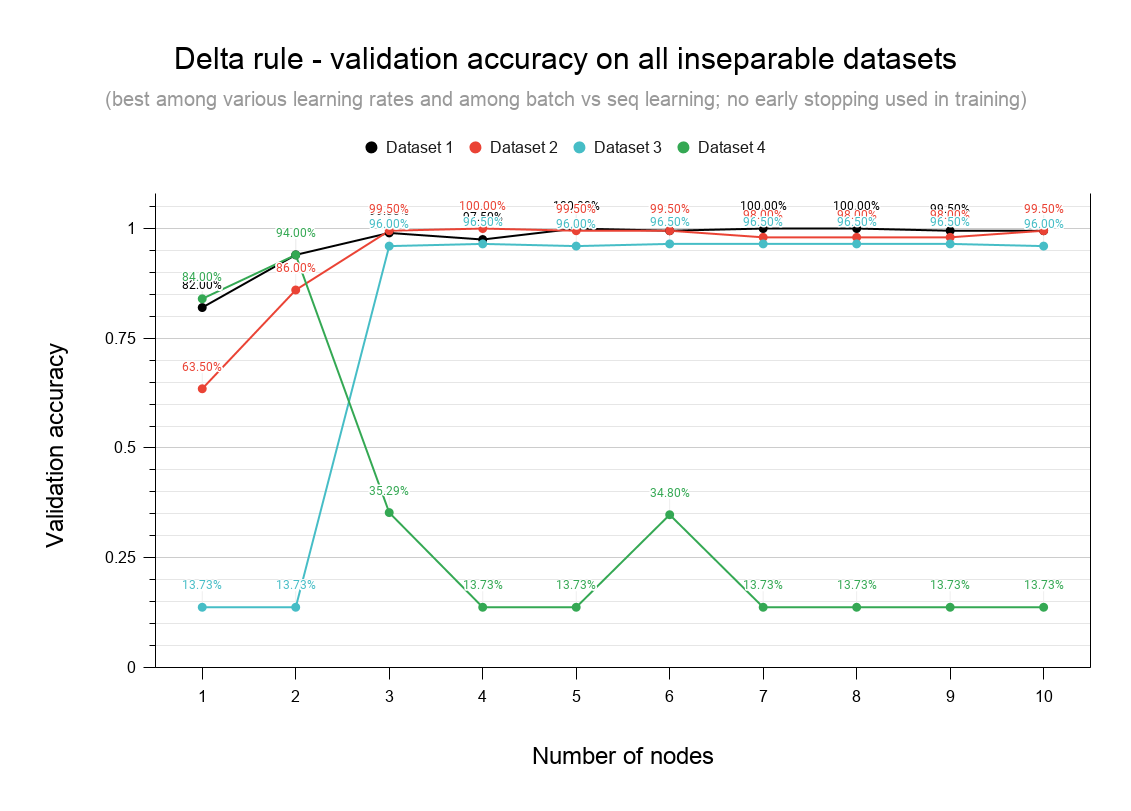 Delta rule - validation accuracy on all inseparable datasets
(best among various learning rates and among batch vs seq learning; no early stopping used in training)
Dataset 1 Dataset 2 Dataset 3 Dataset 4
99.50% 100.00% 100.00% 99.50% 99.50% 100.00% 100.00% 99.50% 99.50%
97.50% 98.00% 98.00% 98.00%
96.00% 96.50% 96.00% 96.50% 96.50% 96.50% 96.50% 96.00%
1
94.00%
86.00%
84.00%
82.00%
0.75
63.50%
Validation accuracy
0.5
35.29% 34.80%
0.25
13.73% 13.73% 13.73% 13.73% 13.73% 13.73% 13.73% 13.73%
0
1 2 3 4 5 6 7 8 9 10
Number of nodes